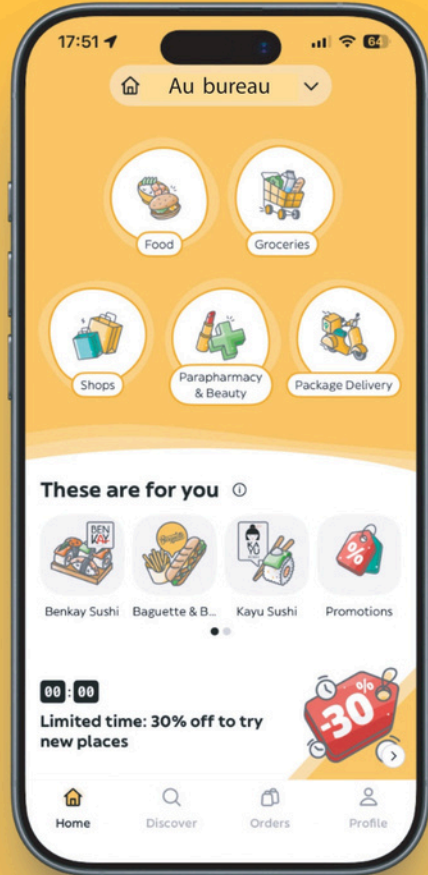 17:51
64
Au bureau
Food
Groceries
Shops
Parapharmacy
& Beauty
Package Delivery
These are for you
BEN
KAY
KA
YU
Benkay Sushi
Baguette & B...
Kayu Sushi
Promotions
%
00:00
Limited time: 30% off to try
new places
-30%
Home
Discover
Orders
Profile